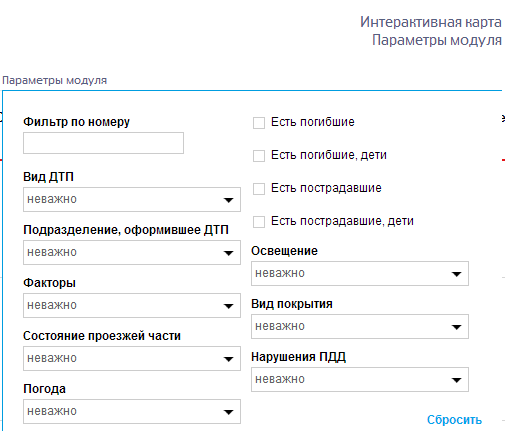 Интерактивная карта
Параметры модуля
Параметры модуля
Фильтр по номеру
Вид ДТП
неважно
Подразделение, оформившее ДТП
неважно
Факторы
неважно
Состояние проезжей части
неважно
Погода
неважно
Есть погибшие
Есть погибшие, дети
Есть пострадавшие
Есть пострадавшие, дети
Освещение
неважно
Вид покрытия
неважно
Нарушения ПДД
неважно
Сбросить